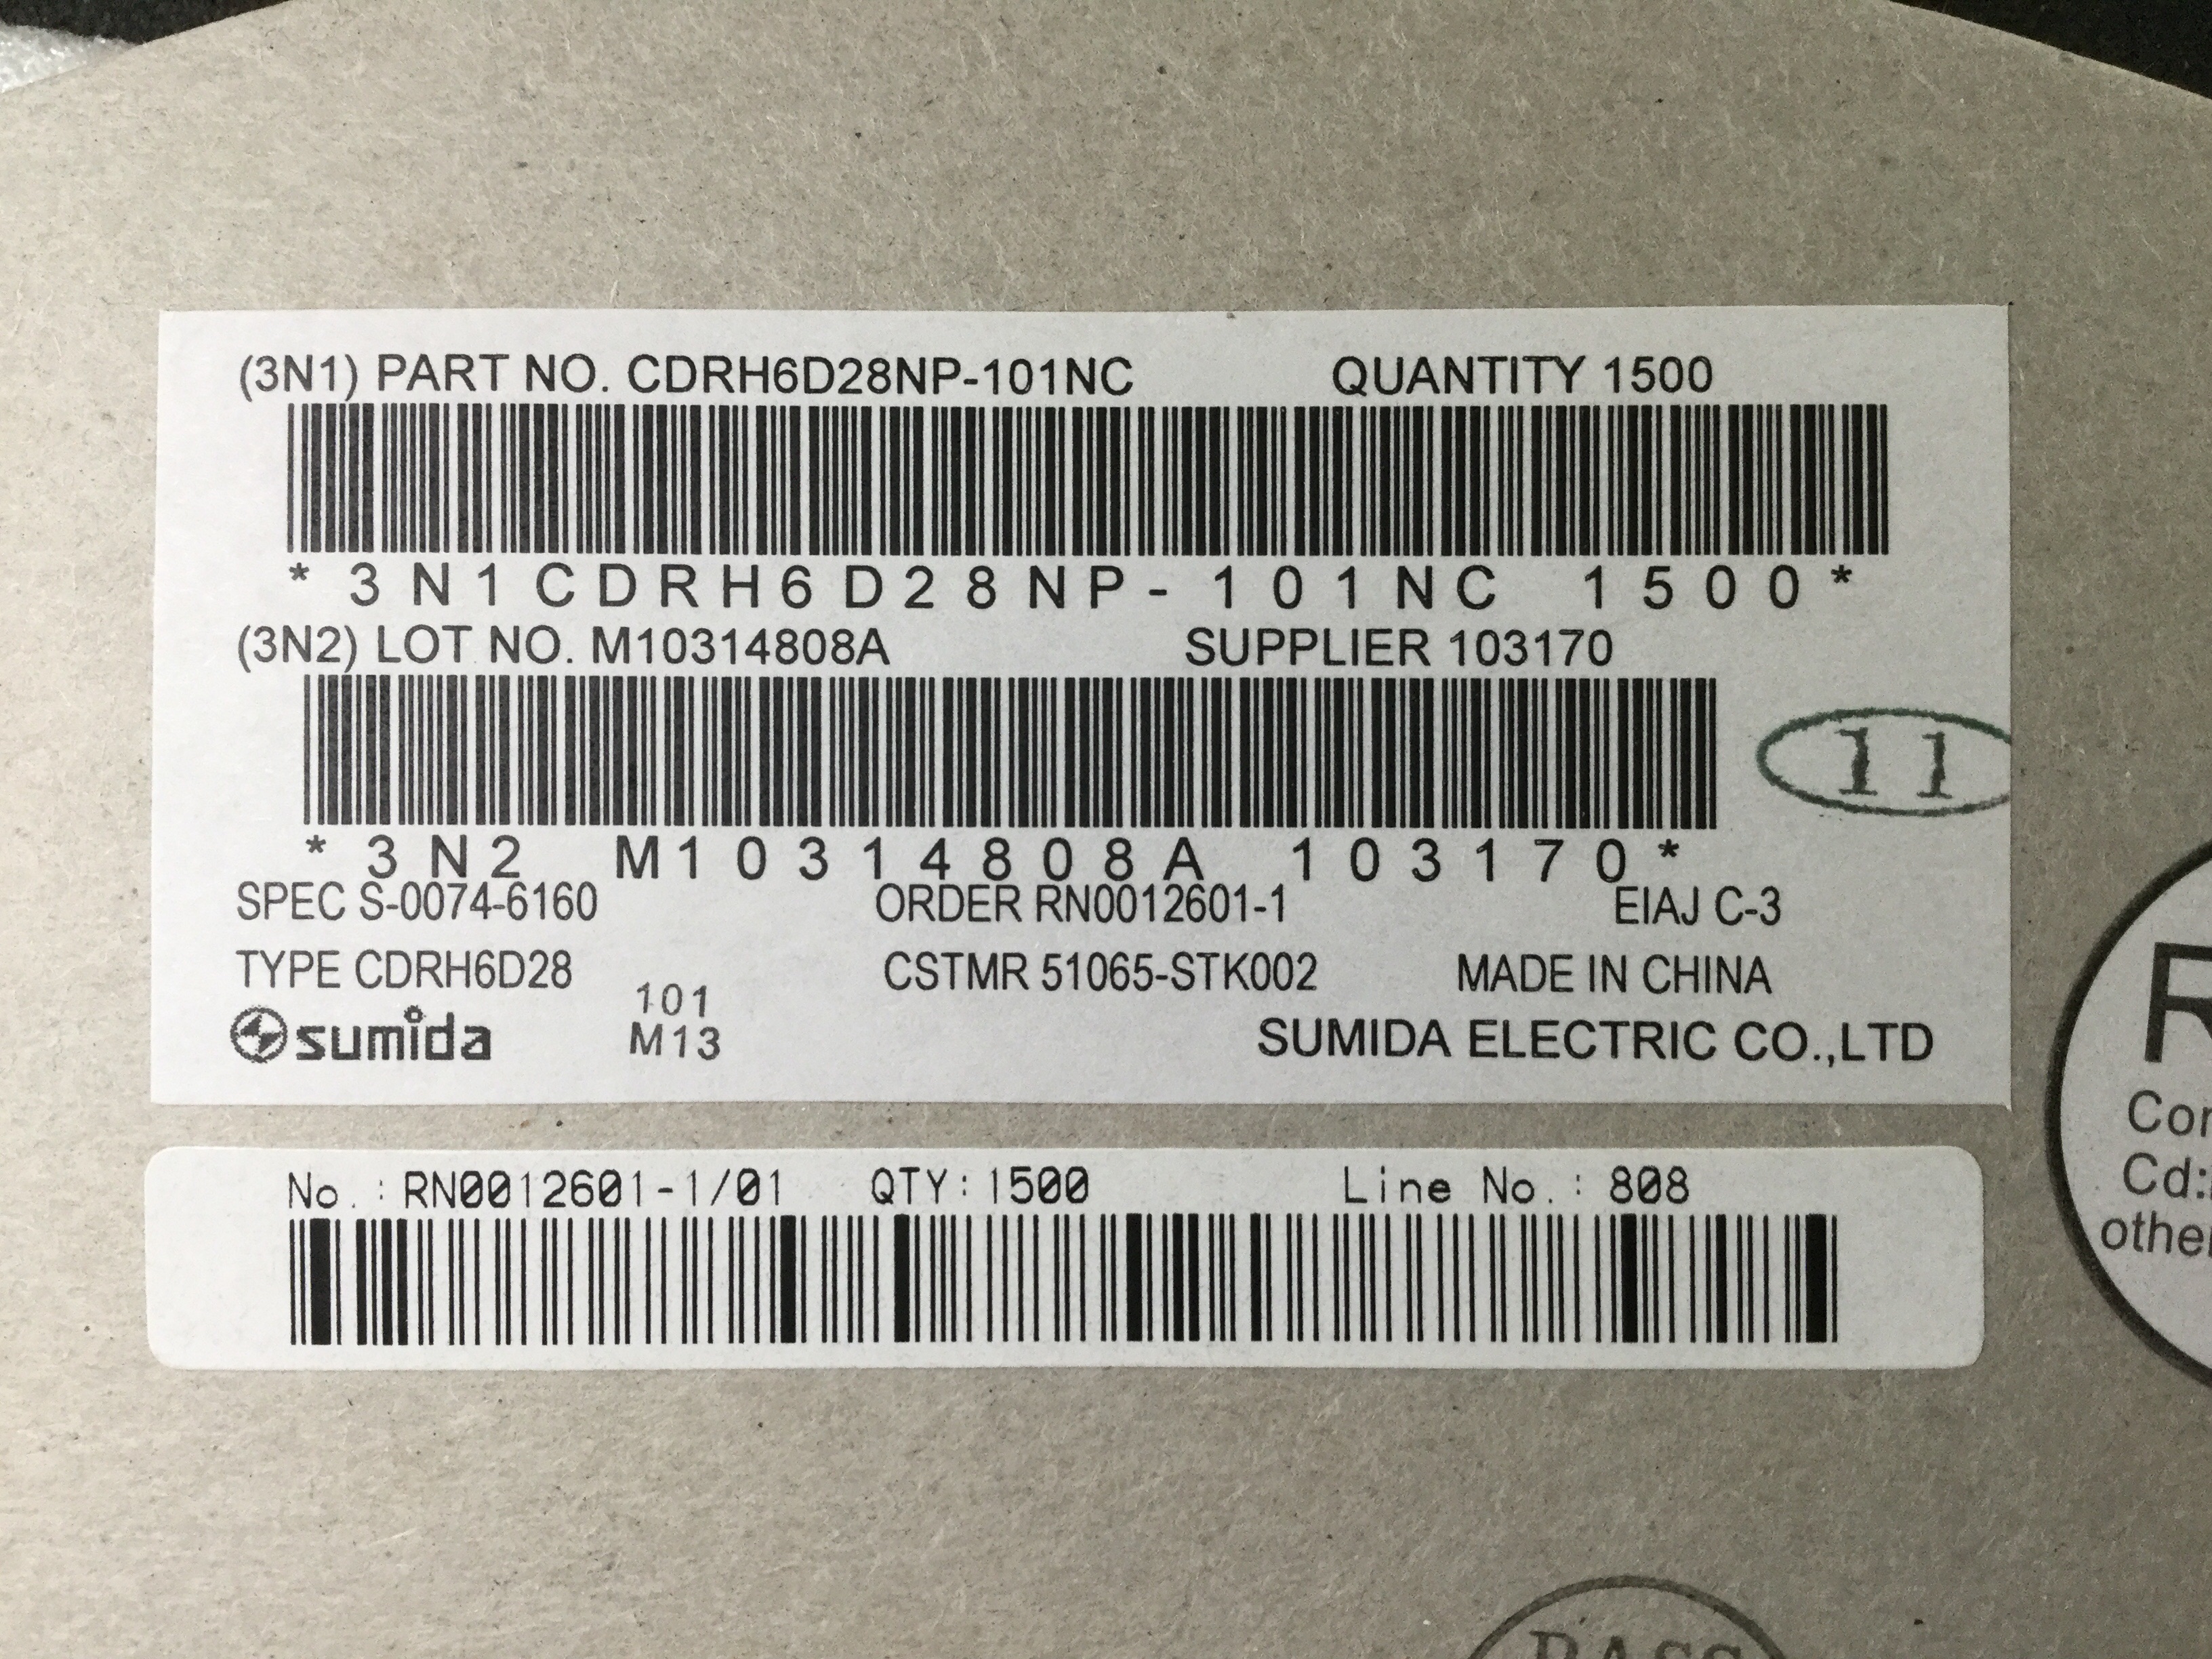 (3N1) PART NO. CDRH6D28NP-101NC QUANTITY 1500
*3N1CDRH6D28NP-101NC 1500*
(3N2) LOT NO. M10314808A SUPPLIER 103170
11
*3N2 M10314808A 103170*
SPEC S-0074-6160 ORDER RN0012601-1 EIAJ C-3
TYPE CDRH6D28 CSTMR 51065-STK002 MADE IN CHINA
101
sumida M13 SUMIDA ELECTRIC CO.,LTD
No.:RN0012601-1/01 QTY:1500 Line No.: 808
R
Cd:
PASS